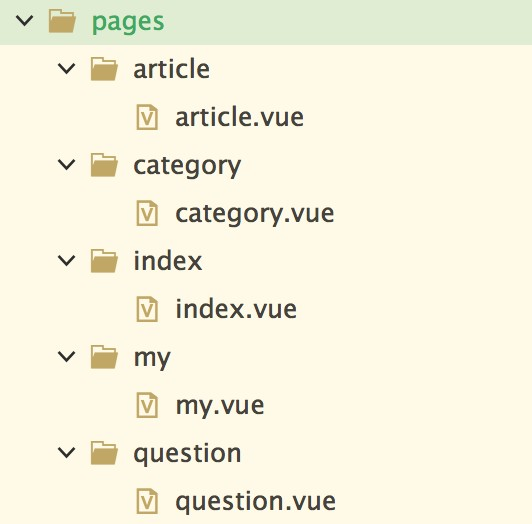 pages
article
article.vue
category
category.vue
index
index.vue
my
my.vue
question
question.vue